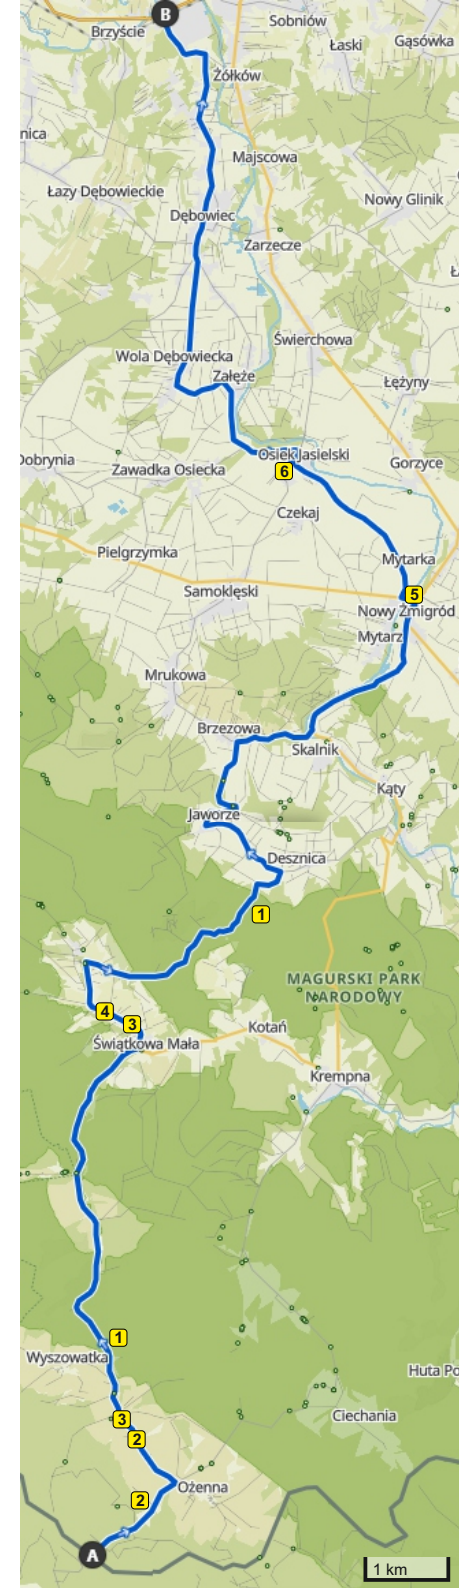 B
Sobniów
Brzyście
Łaski
Gąsówka
Żółków
nica
Majscowa
Łazy Dębowieckie
Nowy Glinik
Dębowiec
Zarzecze
Ła
Świerchowa
Wola Dębowiecka
Załęże
Łężyny
Osiek Jasielski
Dobrynia
Zawadka Osiecka
6
Gorzyce
Czekaj
Pielgrzymka
Mytarka
Samoklęski
5
Nowy Żmigród
Mytarz
Mrukowa
Brzezowa
Skalnik
Kąty
Jaworze
Desznica
1
MAGURSKI PARK
NARODOWY
4
3
Kotań
Świątkowa Mała
Krempna
1
Wyszowatka
Huta Po
3
Ciechania
2
Ożenna
2
A
1 km